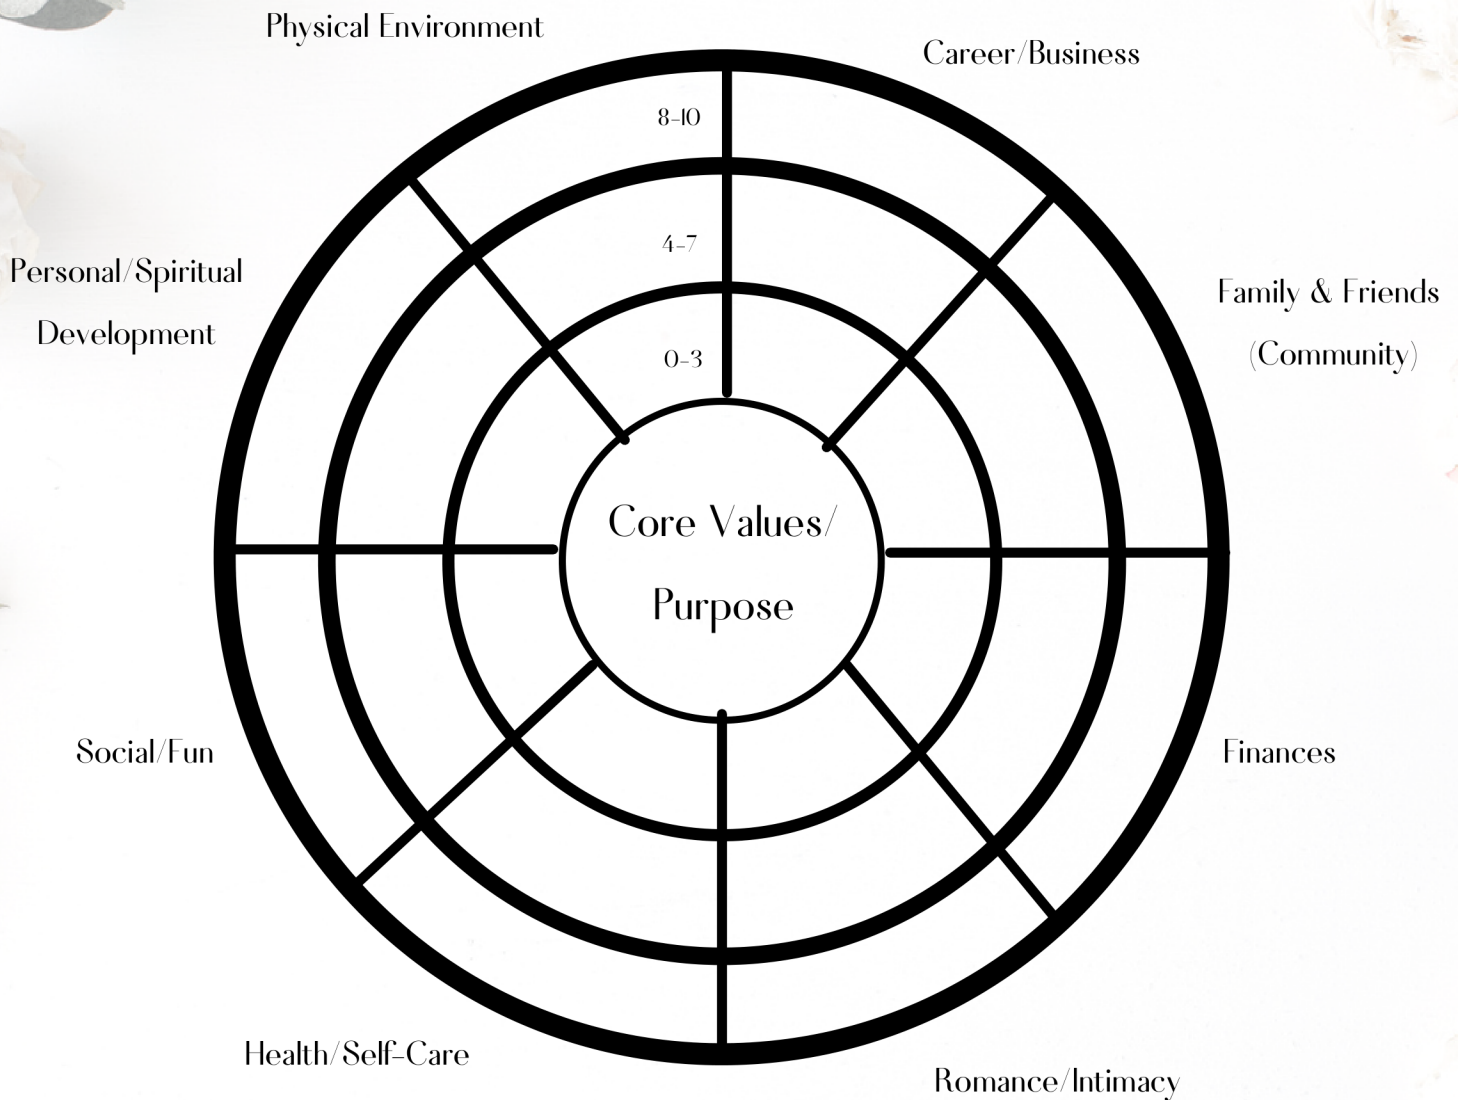 Physical Environment
Career/Business
8-10
4-7
Personal/Spiritual
Development
Family & Friends
(Community)
0-3
Core Values/
Purpose
Social/Fun
Finances
Health/Self-Care
Romance/Intimacy